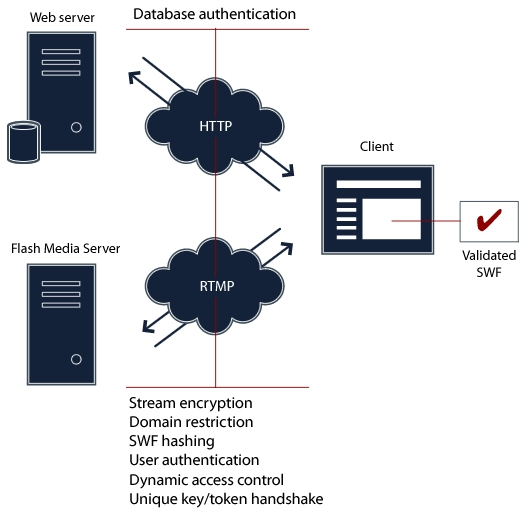 Web server
Database authentication
HTTP
Client
Validated
SWF
Flash Media Server
RTMP
Stream encryption
Domain restriction
SWF hashing
User authentication
Dynamic access control
Unique key/token handshake